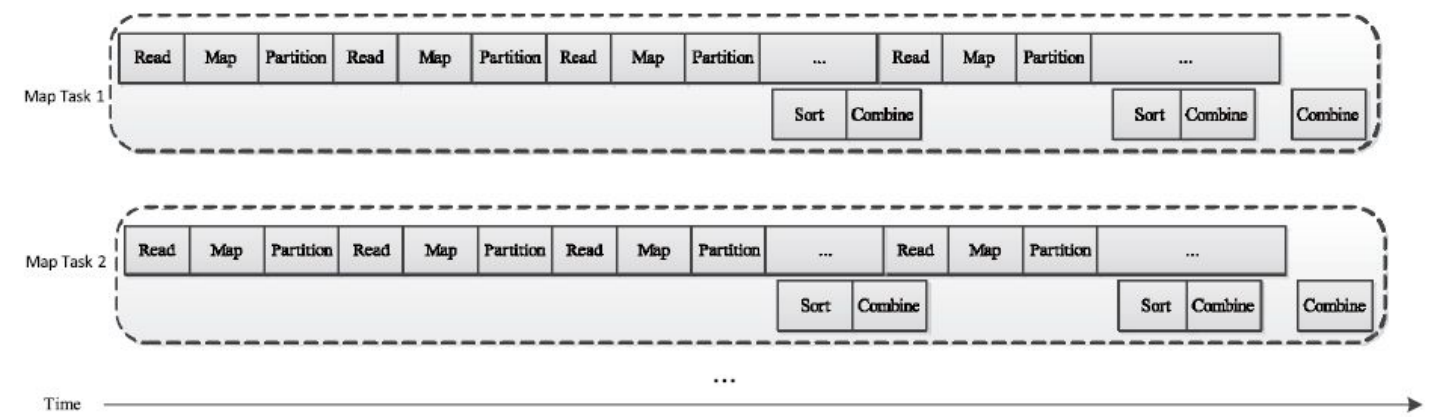 Read Map Partition Read Map Partition Read Map Partition ... Read Map Partition ...
Map Task 1
Sort Combine Sort Combine Combine
Read Map Partition Read Map Partition Read Map Partition ... Read Map Partition ...
Map Task 2
Sort Combine Sort Combine Combine
...
Time